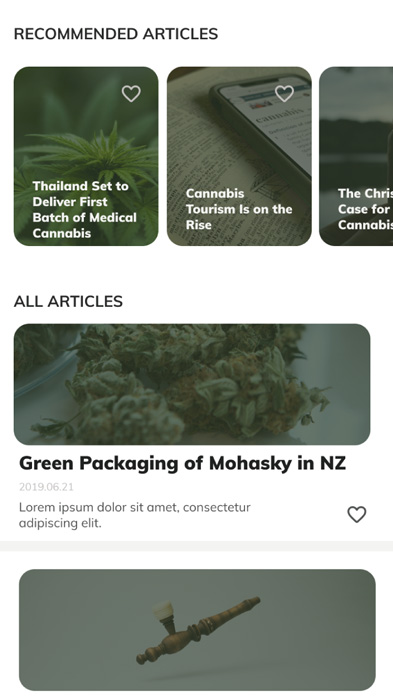 RECOMMENDED ARTICLES
Thailand Set to
Deliver First
Batch of Medical
Cannabis
cannabis
Cannabis
Tourism Is on the
Rise
The Chris
Case for
Cannabis
ALL ARTICLES
Green Packaging of Mohasky in NZ
2019.06.21
Lorem ipsum dolor sit amet, consectetur
adipiscing elit.